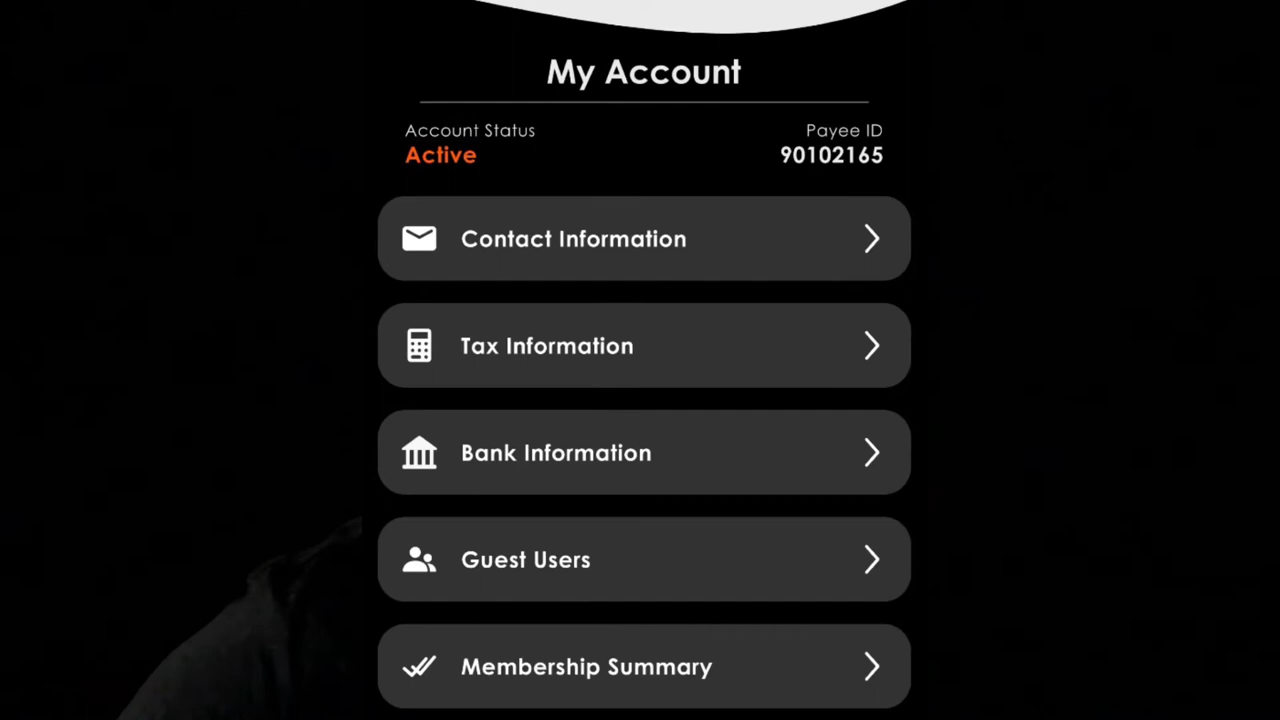 My Account
Account Status
Payee ID
Active
90102165
Contact Information
Tax Information
Bank Information
Guest Users
Membership Summary